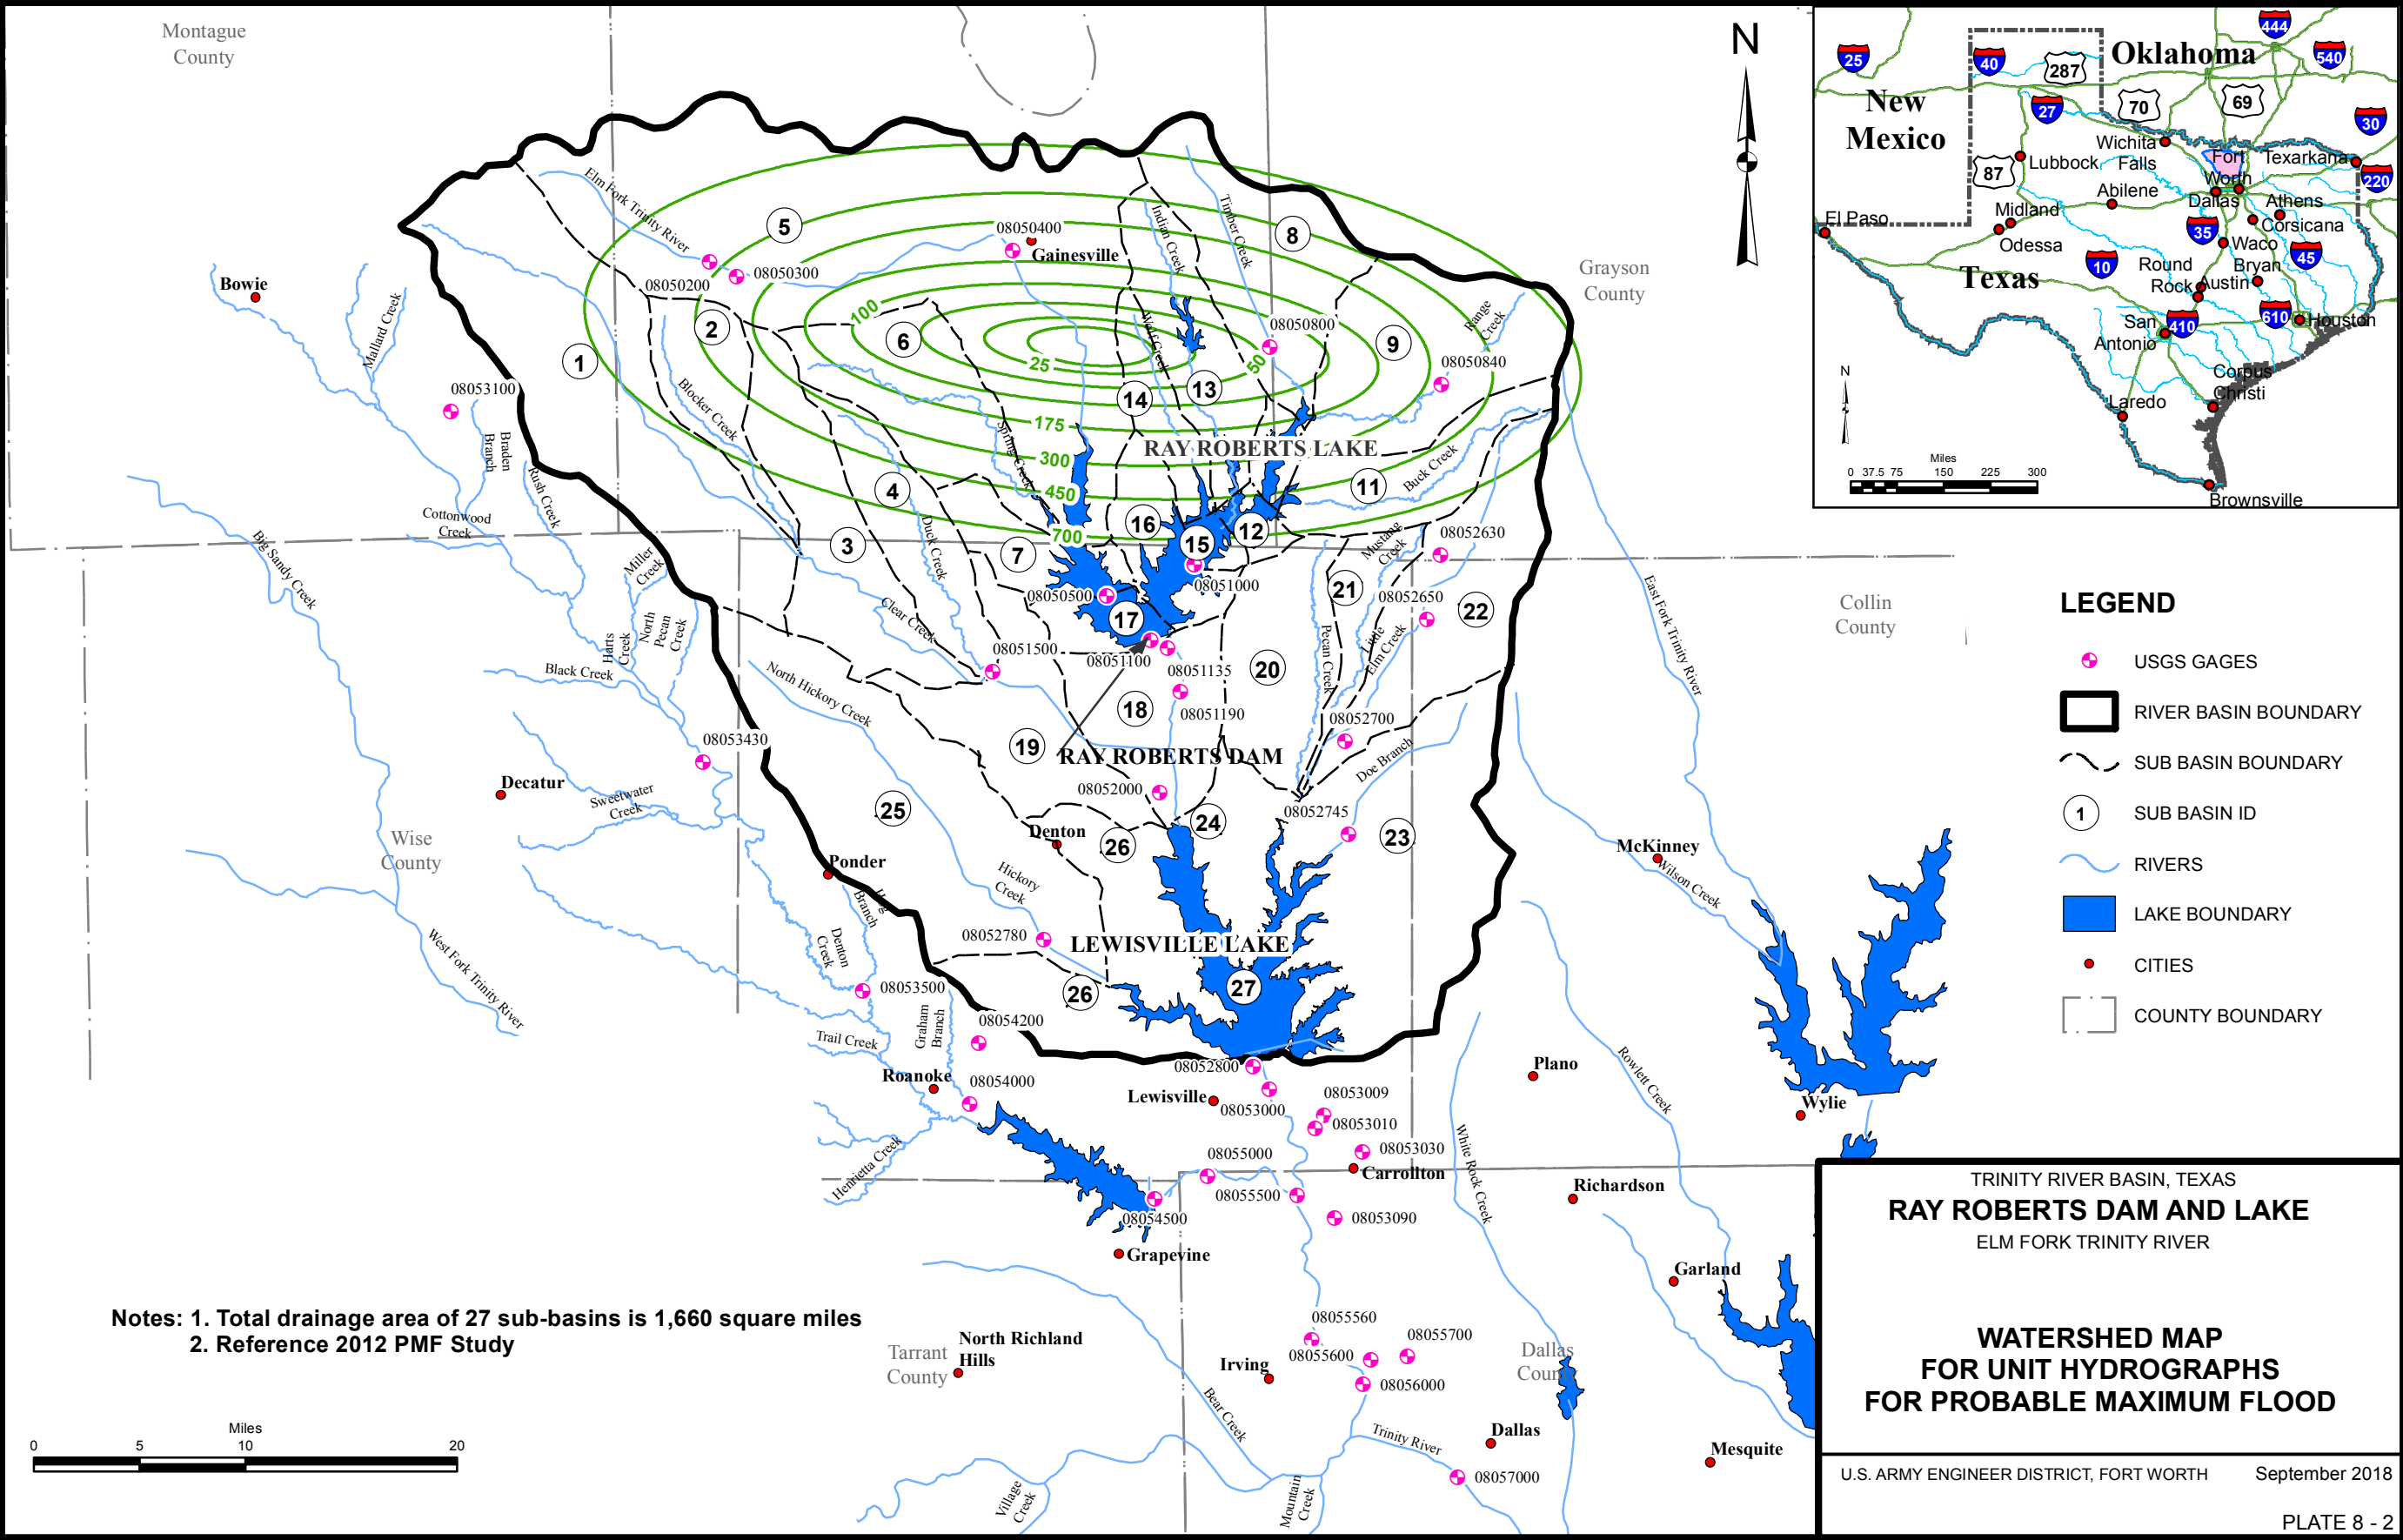 Montague
County
N
Elm Fork Trinity River
5
08050400
Gainesville
Indian Creek
Timber Creek
8
Grayson
County
08050300
08050200
Bowie
Mallard Creek
1
2
100
6
25
Wolf Creek
50
08050800
9
Range
Creek
08050840
08053100
Blocker Creek
14
13
175
Braden
Branch
Rush Creek
Spring Creek
RAY ROBERTS LAKE
300
450
700
4
11
Buck Creek
Cottonwood
Creek
Duck Creek
3
7
16
15
12
Mustang
Creek
08052630
Big Sandy Creek
Miller
Creek
08051000
08050500
17
21
08052650
22
East Fork Trinity River
Collin
County
Harts
Creek
North
Pecan
Creek
Clear Creek
08051500
08051100
08051135
20
Pecan Creek
Little
Elm Creek
Black Creek
North Hickory Creek
18
08051190
08052700
08053430
19
RAY ROBERTS DAM
Doe Branch
Decatur
Sweetwater
Creek
08052000
25
24
08052745
23
Wise
County
Denton
26
McKinney
Wilson Creek
Ponder
Hog
Branch
Hickory
Creek
Denton
Creek
08052780
LEWISVILLE LAKE
West Fork Trinity River
08053500
26
27
Graham
Branch
08054200
Trail Creek
Roanoke
08054000
08052800
Lewisville
08053000
08053009
08053010
08053030
Carrollton
Plano
Rowlett Creek
Wylie
White Rock Creek
Henrietta Creek
08055000
08055500
08054500
08053090
Richardson
Grapevine
Garland
08055560
08055700
08055600
08056000
Tarrant
County
North Richland
Hills
Irving
Dallas
County
Bear Creek
Trinity River
Dallas
Mesquite
08057000
Village
Creek
Mountain
Creek
Notes: 1. Total drainage area of 27 sub-basins is 1,660 square miles
2. Reference 2012 PMF Study
Miles
0 5 10 20
444
25
40
287
Oklahoma
540
New
Mexico
27
70
69
30
Wichita
Falls
Fort
Worth
Texarkana
Lubbock
87
220
Abilene
Dallas
Athens
El Paso
Midland
Odessa
Corsicana
35
Waco
45
Texas
10
Round
Rock
Bryan
Austin
San
Antonio
410
610
Houston
N
Corpus
Christi
Laredo
Miles
0 37.5 75 150 225 300
Brownsville
LEGEND
USGS GAGES
RIVER BASIN BOUNDARY
SUB BASIN BOUNDARY
1
SUB BASIN ID
RIVERS
LAKE BOUNDARY
CITIES
COUNTY BOUNDARY
TRINITY RIVER BASIN, TEXAS
RAY ROBERTS DAM AND LAKE
ELM FORK TRINITY RIVER
WATERSHED MAP
FOR UNIT HYDROGRAPHS
FOR PROBABLE MAXIMUM FLOOD
U.S. ARMY ENGINEER DISTRICT, FORT WORTH September 2018
PLATE 8 - 2